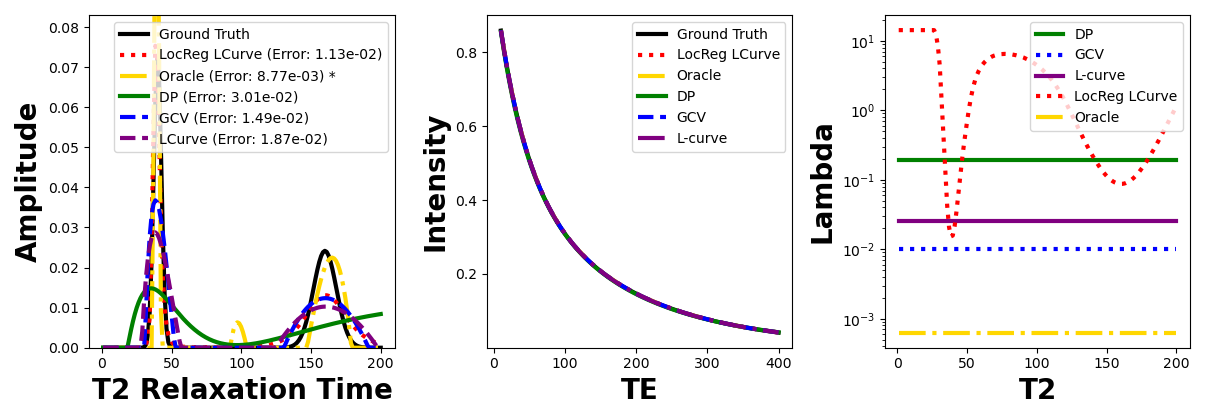 Ground Truth
LocReg LCurve (Error: 1.13e-02)
Oracle (Error: 8.77e-03) *
DP (Error: 3.01e-02)
GCV (Error: 1.49e-02)
LCurve (Error: 1.87e-02)
Amplitude
0.08
0.07
0.06
0.05
0.04
0.03
0.02
0.01
0.00
0 50 100 150 200
T2 Relaxation Time
Ground Truth
LocReg LCurve
Oracle
DP
GCV
L-curve
Intensity
0.8
0.6
0.4
0.2
0 100 200 300 400
TE
DP
GCV
L-curve
LocReg LCurve
Oracle
Lambda
10¹
10⁰
10⁻¹
10⁻²
10⁻³
0 50 100 150 200
T2